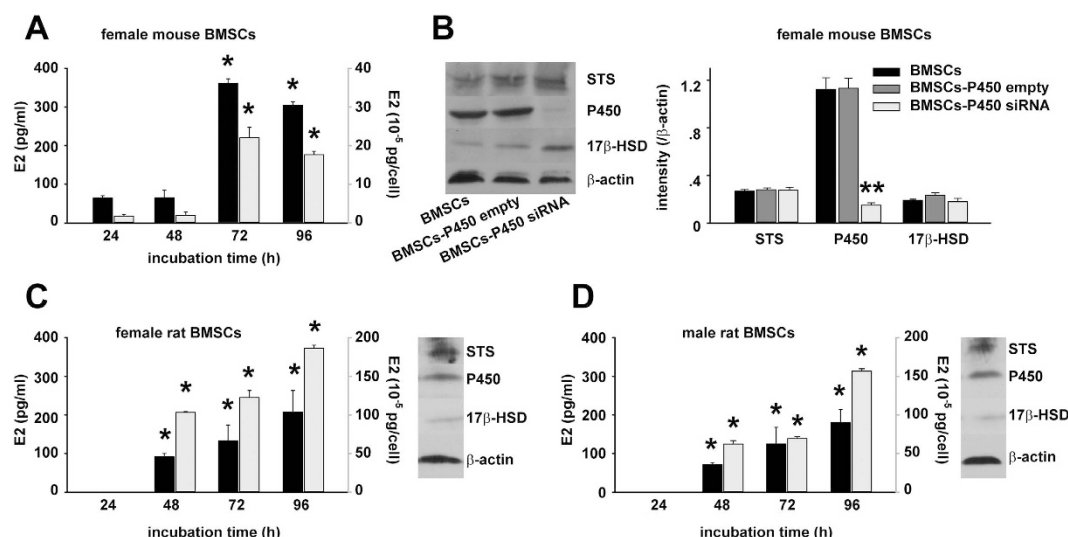 A
female mouse BMSCs
E2 (pg/ml)
400
300
200
100
0
* * * *
40
30
20
10
0
E2 (10-5 pg/cell)
24 48 72 96
incubation time (h)
B
STS
P450
17β-HSD
β-actin
BMSCs
BMSCs-P450 empty
BMSCs-P450 siRNA
female mouse BMSCs
BMSCs
BMSCs-P450 empty
BMSCs-P450 siRNA
intensity (/β-actin)
1.2
.8
.4
0
**
STS P450 17β-HSD
C
female rat BMSCs
E2 (pg/ml)
400
300
200
100
0
* * * * * *
200
150
100
50
0
E2 (10-5 pg/cell)
24 48 72 96
incubation time (h)
STS
P450
17β-HSD
β-actin
D
male rat BMSCs
E2 (pg/ml)
400
300
200
100
0
* * * * * *
200
150
100
50
0
E2 (10-5 pg/cell)
24 48 72 96
incubation time (h)
STS
P450
17β-HSD
β-actin